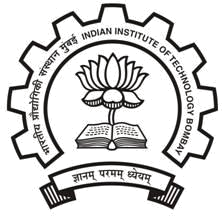 भारतीय प्रौद्योगिकी संस्थान मुंबई
INDIAN INSTITUTE OF TECHNOLOGY BOMBAY
ज्ञानम् परमम् ध्येयम्